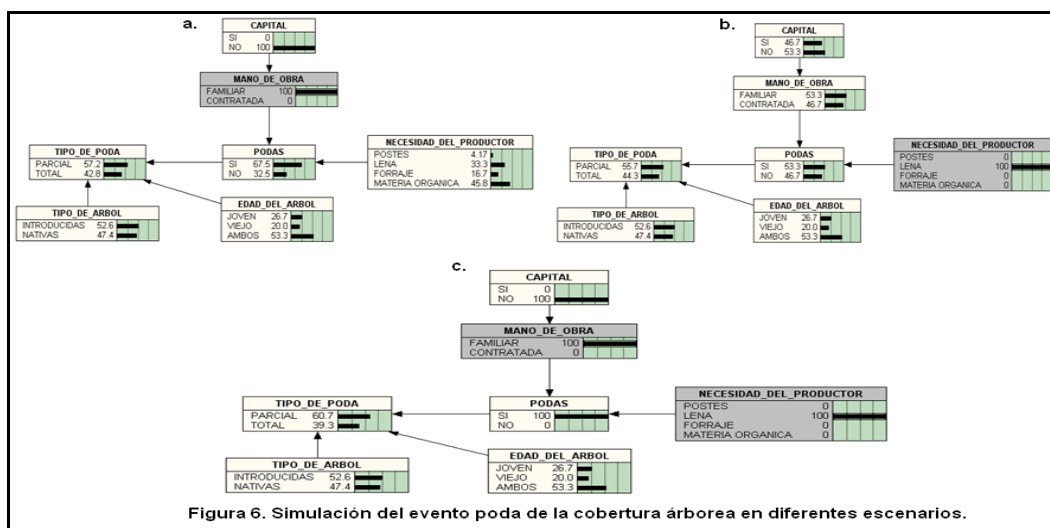 a.
CAPITAL
SI 0
NO 100
MANO_DE_OBRA
FAMILIAR 100
CONTRATADA 0
TIPO_DE_PODA
PARCIAL 57.2
TOTAL 42.8
PODAS
SI 67.5
NO 32.5
NECESIDAD_DEL_PRODUCTOR
POSTES 4.17
LENA 33.3
FORRAJE 16.7
MATERIA ORGANICA 45.8
TIPO_DE_ARBOL
INTRODUCIDAS 52.6
NATIVAS 47.4
EDAD_DEL_ARBOL
JOVEN 26.7
VIEJO 20.0
AMBOS 53.3
b.
CAPITAL
SI 46.7
NO 53.3
MANO_DE_OBRA
FAMILIAR 53.3
CONTRATADA 46.7
TIPO_DE_PODA
PARCIAL 55.7
TOTAL 44.3
PODAS
SI 53.3
NO 46.7
NECESIDAD_DEL_PRODUCTOR
POSTES 0
LENA 100
FORRAJE 0
MATERIA ORGANICA 0
TIPO_DE_ARBOL
INTRODUCIDAS 52.6
NATIVAS 47.4
EDAD_DEL_ARBOL
JOVEN 26.7
VIEJO 20.0
AMBOS 53.3
c.
CAPITAL
SI 0
NO 100
MANO_DE_OBRA
FAMILIAR 100
CONTRATADA 0
TIPO_DE_PODA
PARCIAL 60.7
TOTAL 39.3
PODAS
SI 100
NO 0
NECESIDAD_DEL_PRODUCTOR
POSTES 0
LENA 100
FORRAJE 0
MATERIA ORGANICA 0
TIPO_DE_ARBOL
INTRODUCIDAS 52.6
NATIVAS 47.4
EDAD_DEL_ARBOL
JOVEN 26.7
VIEJO 20.0
AMBOS 53.3
Figura 6. Simulación del evento poda de la cobertura árborea en diferentes escenarios.